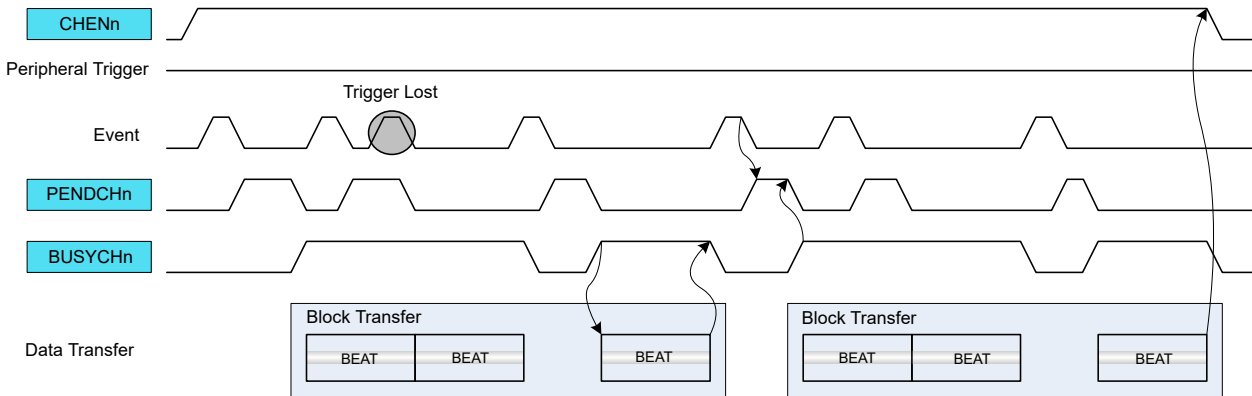 CHENn
Peripheral Trigger
Trigger Lost
Event
PENDCHn
BUSYCHn
Block Transfer
Block Transfer
Data Transfer
BEAT
BEAT
BEAT
BEAT
BEAT
BEAT